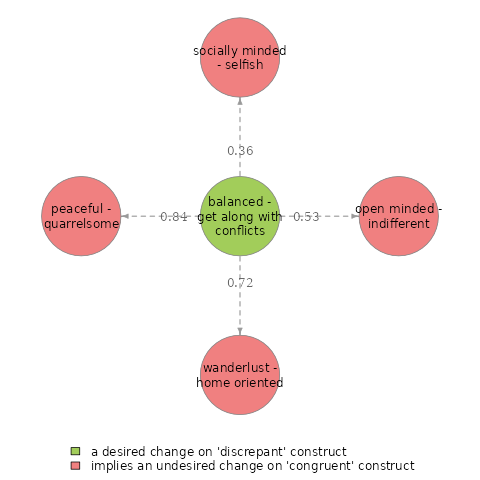 socially minded
- selfish
0.36
peaceful -
quarrelsome
0.84
balanced -
get along with
conflicts
0.53
open minded -
indifferent
0.72
wanderlust -
home oriented
a desired change on 'discrepant' construct
implies an undesired change on 'congruent' construct